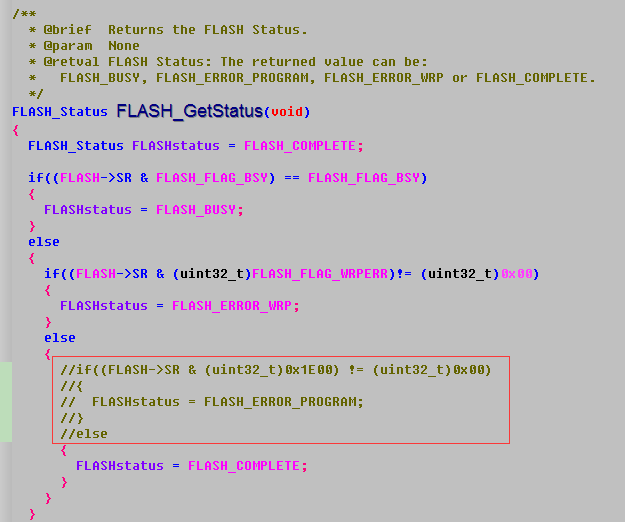 /**
  * @brief  Returns the FLASH Status.
  * @param  None
  * @retval FLASH Status: The returned value can be:
  *   FLASH_BUSY, FLASH_ERROR_PROGRAM, FLASH_ERROR_WRP or FLASH_COMPLETE.
  */
FLASH_Status FLASH_GetStatus(void)
{
  FLASH_Status FLASHstatus = FLASH_COMPLETE;
  if((FLASH->SR & FLASH_FLAG_BSY) == FLASH_FLAG_BSY)
  {
    FLASHstatus = FLASH_BUSY;
  }
  else
  {
    if((FLASH->SR & (uint32_t)FLASH_FLAG_WRPERR)!= (uint32_t)0x00)
    {
      FLASHstatus = FLASH_ERROR_WRP;
    }
    else
    {
      //if((FLASH->SR & (uint32_t)0x1E00) != (uint32_t)0x00)
      //{
      //  FLASHstatus = FLASH_ERROR_PROGRAM;
      //}
      //else
      {
        FLASHstatus = FLASH_COMPLETE;
      }
    }
  }